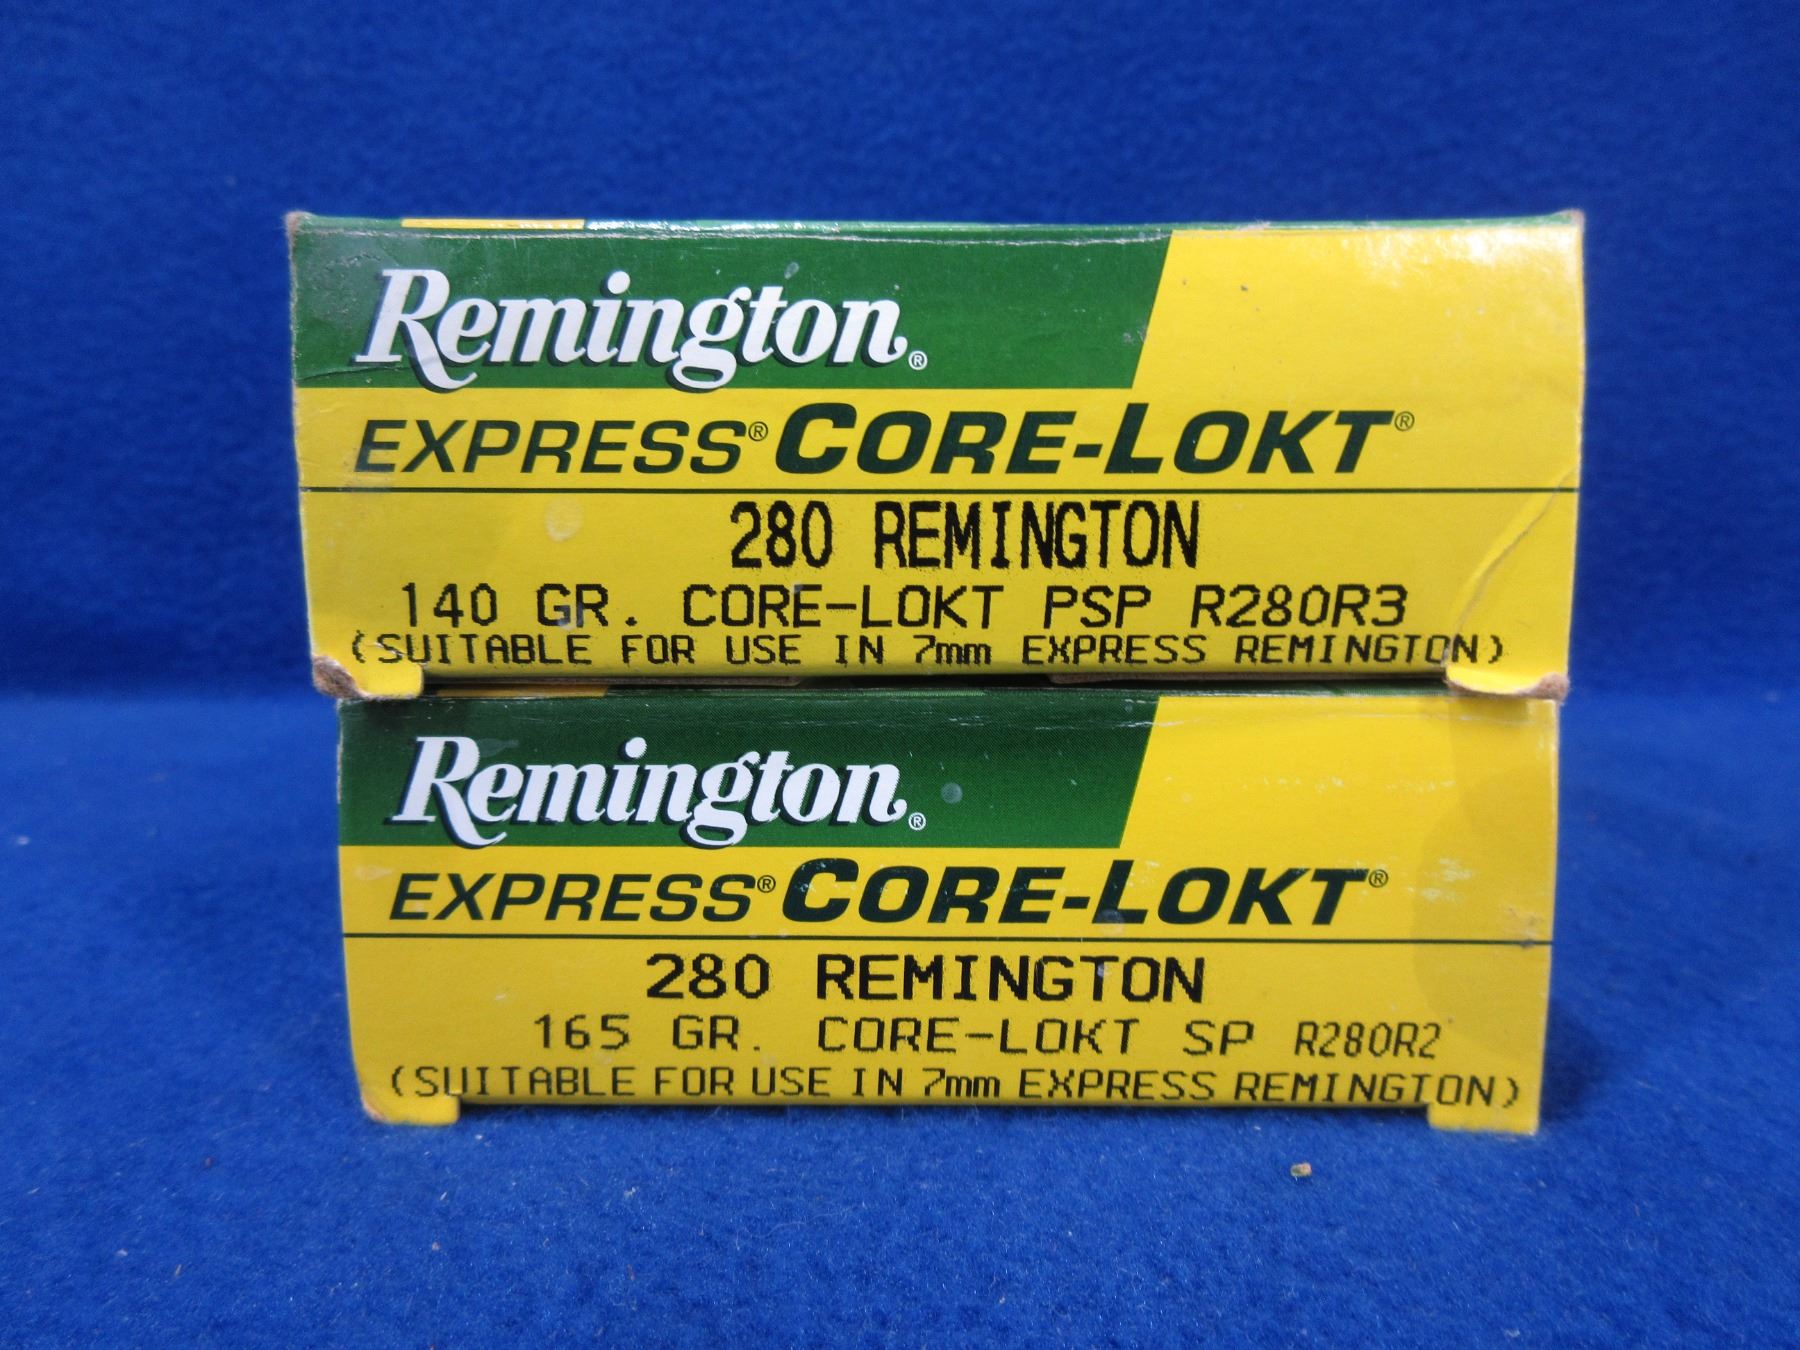 Remington®
EXPRESS® CORE-LOKT®
280 REMINGTON
140 GR. CORE-LOKT PSP R280R3
(SUITABLE FOR USE IN 7mm EXPRESS REMINGTON)
Remington®
EXPRESS® CORE-LOKT®
280 REMINGTON
165 GR. CORE-LOKT SP R280R2
(SUITABLE FOR USE IN 7mm EXPRESS REMINGTON)